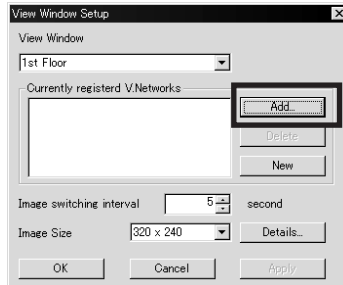 View Window Setup
View Window
1st Floor
Currently registerd V.Networks
Add...
Delete
New
Image switching interval 5 second
Image Size 320 x 240 Details...
OK Cancel Apply